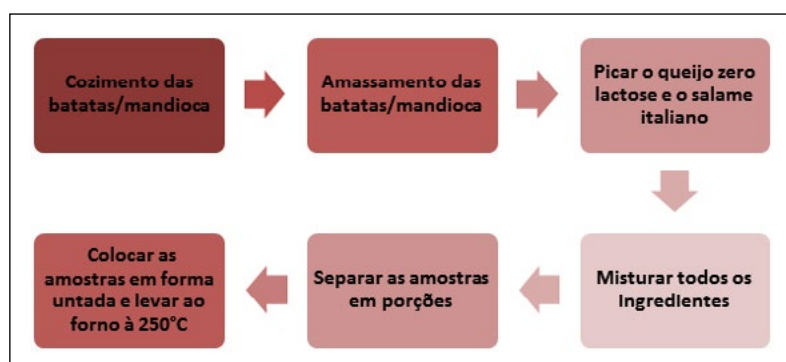 Cozimento das
batatas/mandioca
Amassamento das
batatas/mandioca
Picar o queijo zero
lactose e o salame
italiano
Misturar todos os
ingredientes
Separar as amostras
em porções
Colocar as
amostras em forma
untada e levar ao
forno à 250°C